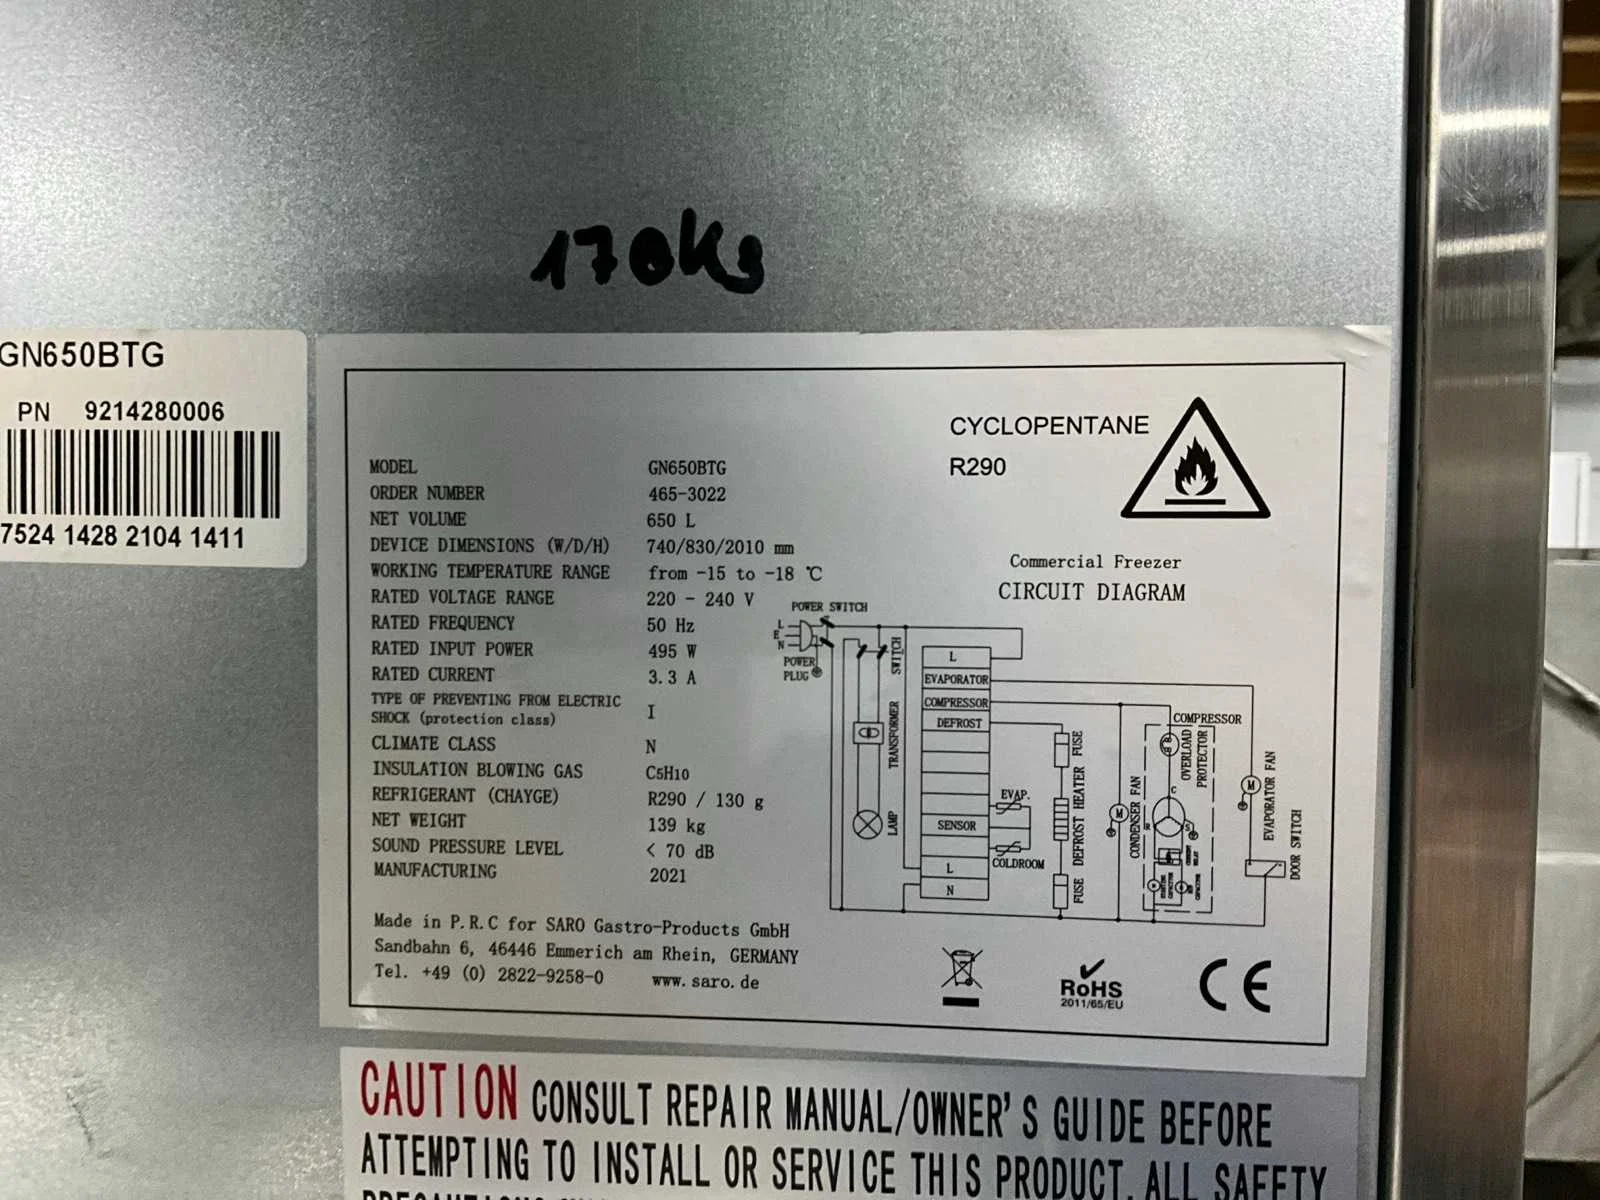 170kg
GN650BTG
PN 9214280006
7524 1428 2104 1411
CYCLOPENTANE
R290
MODEL GN650BTG
ORDER NUMBER 465-3022
NET VOLUME 650 L
DEVICE DIMENSIONS (W/D/H) 740/830/2010 mm
WORKING TEMPERATURE RANGE from -15 to -18 ℃
RATED VOLTAGE RANGE 220 - 240 V
RATED FREQUENCY 50 Hz
RATED INPUT POWER 495 W
RATED CURRENT 3.3 A
TYPE OF PREVENTING FROM ELECTRIC
SHOCK (protection class) I
CLIMATE CLASS N
INSULATION BLOWING GAS C5H10
REFRIGERANT (CHAYGE) R290 / 130 g
NET WEIGHT 139 kg
SOUND PRESSURE LEVEL < 70 dB
MANUFACTURING 2021
Made in P.R.C for SARO Gastro-Products GmbH
Sandbahn 6, 46446 Emmerich am Rhein, GERMANY
Tel. +49 (0) 2822-9258-0 www.saro.de
Commercial Freezer
CIRCUIT DIAGRAM
POWER SWITCH
L
E
N
POWER
PLUG
SWITCH
TRANSFORMER
LAMP
L
EVAPORATOR
COMPRESSOR
DEFROST
SENSOR
L
N
EVAP.
COLDROOM
FUSE
DEFROST HEATER
FUSE
CONDENSER FAN
M
COMPRESSOR
OVERLOAD
PROTECTOR
C
R
S
M
EVAPORATOR FAN
DOOR SWITCH
RoHS
2011/65/EU
CE
CAUTION CONSULT REPAIR MANUAL/OWNER'S GUIDE BEFORE
ATTEMPTING TO INSTALL OR SERVICE THIS PRODUCT. ALL SAFETY